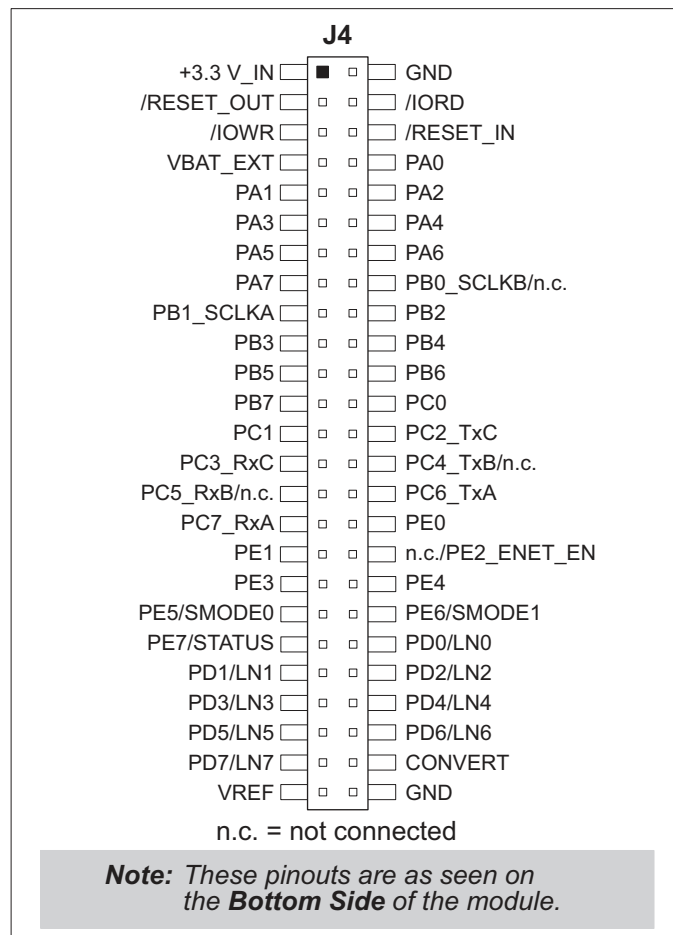 J4
+3.3 V_IN GND
/RESET_OUT /IORD
/IOWR /RESET_IN
VBAT_EXT PA0
PA1 PA2
PA3 PA4
PA5 PA6
PA7 PB0_SCLKB/n.c.
PB1_SCLKA PB2
PB3 PB4
PB5 PB6
PB7 PC0
PC1 PC2_TxC
PC3_RxC PC4_TxB/n.c.
PC5_RxB/n.c. PC6_TxA
PC7_RxA PE0
PE1 n.c./PE2_ENET_EN
PE3 PE4
PE5/SMODE0 PE6/SMODE1
PE7/STATUS PD0/LN0
PD1/LN1 PD2/LN2
PD3/LN3 PD4/LN4
PD5/LN5 PD6/LN6
PD7/LN7 CONVERT
VREF GND
n.c. = not connected
Note: These pinouts are as seen on
the Bottom Side of the module.